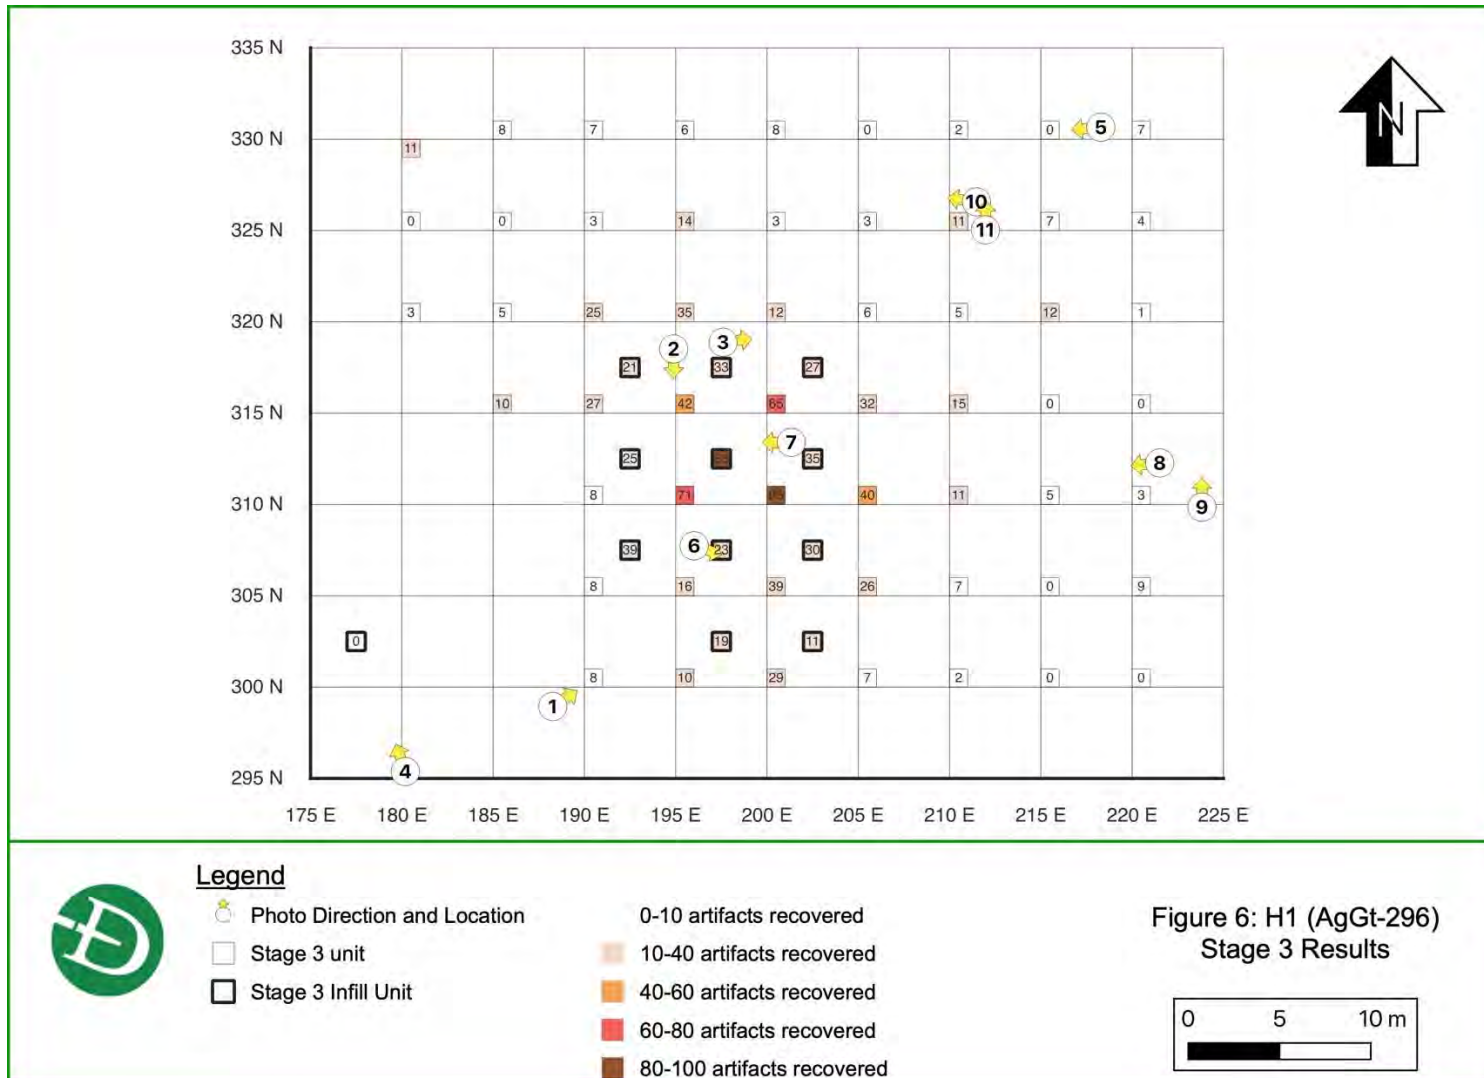 335 N
8 7 6 8 0 2 0 5 7
330 N
11
10
0 0 3 14 3 3 11 7 4
325 N
11
3 5 25 35 12 6 5 12 1
320 N
2 3
21 33 27
10 27 42 65 32 15 0 0
315 N
7
25 35 8
8 71 40 11 5 3
310 N
9
39 6 23 30
8 16 39 26 7 0 9
305 N
0 19 11
8 10 29 7 2 0 0
300 N
1
4
295 N
175 E 180 E 185 E 190 E 195 E 200 E 205 E 210 E 215 E 220 E 225 E
N
Legend
Photo Direction and Location
Stage 3 unit
Stage 3 Infill Unit
0-10 artifacts recovered
10-40 artifacts recovered
40-60 artifacts recovered
60-80 artifacts recovered
80-100 artifacts recovered
Figure 6: H1 (AgGt-296)
Stage 3 Results
0 5 10 m